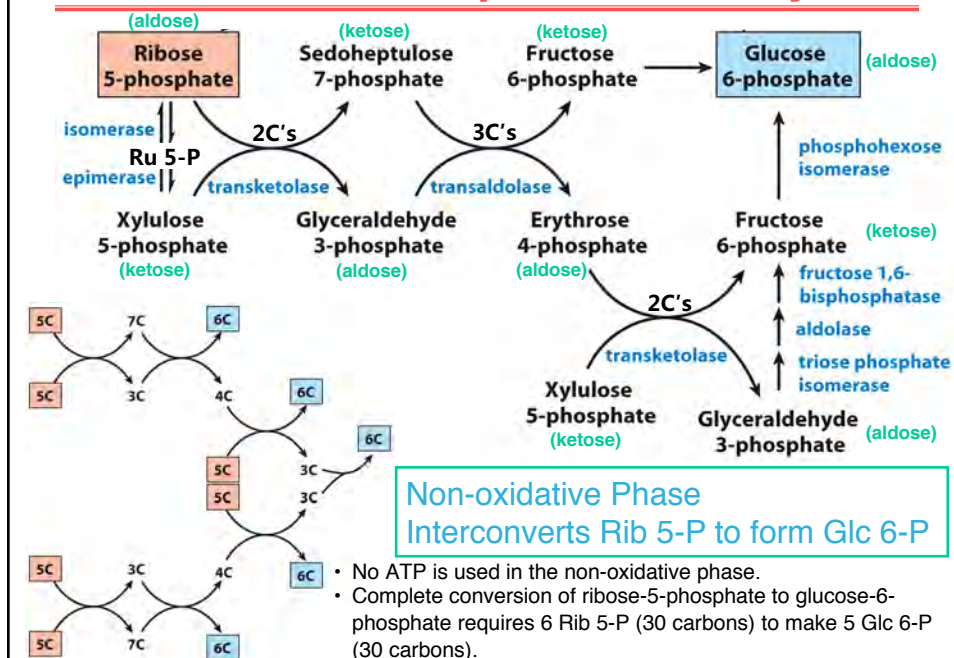 (aldose)
(ketose)
(ketose)
Ribose
5-phosphate
Sedoheptulose
7-phosphate
Fructose
6-phosphate
Glucose
6-phosphate
(aldose)
isomerase
Ru 5-P
epimerase
2C's
transketolase
3C's
transaldolase
phosphohexose
isomerase
Xylulose
5-phosphate
(ketose)
Glyceraldehyde
3-phosphate
(aldose)
Erythrose
4-phosphate
(aldose)
Fructose
6-phosphate
(ketose)
2C's
transketolase
fructose 1,6-
bisphosphatase
aldolase
triose phosphate
isomerase
Xylulose
5-phosphate
(ketose)
Glyceraldehyde
3-phosphate
(aldose)
5C
7C
6C
5C
3C
4C
6C
6C
5C
3C
5C
3C
5C
3C
4C
6C
5C
7C
6C
Non-oxidative Phase
Interconverts Rib 5-P to form Glc 6-P
• No ATP is used in the non-oxidative phase.
• Complete conversion of ribose-5-phosphate to glucose-6-
phosphate requires 6 Rib 5-P (30 carbons) to make 5 Glc 6-P
(30 carbons).